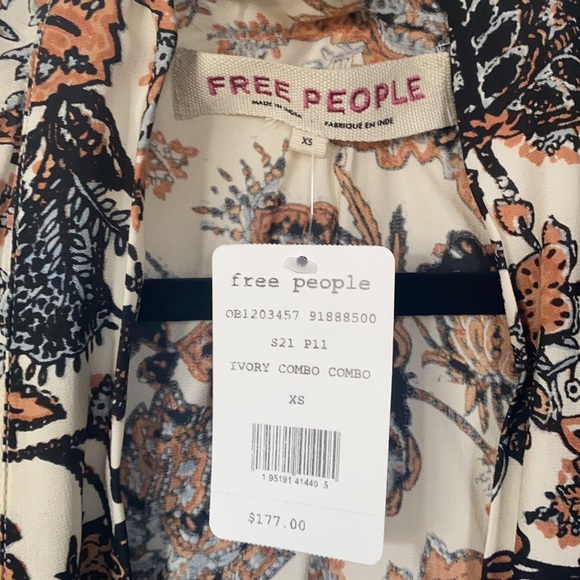 FREE PEOPLE
MADE IN INDIA
FABRIQUÉ EN INDE
XS
free people
OB1203457 91888500
S21 P11
IVORY COMBO COMBO
XS
1 95191 41440 5
$177.00